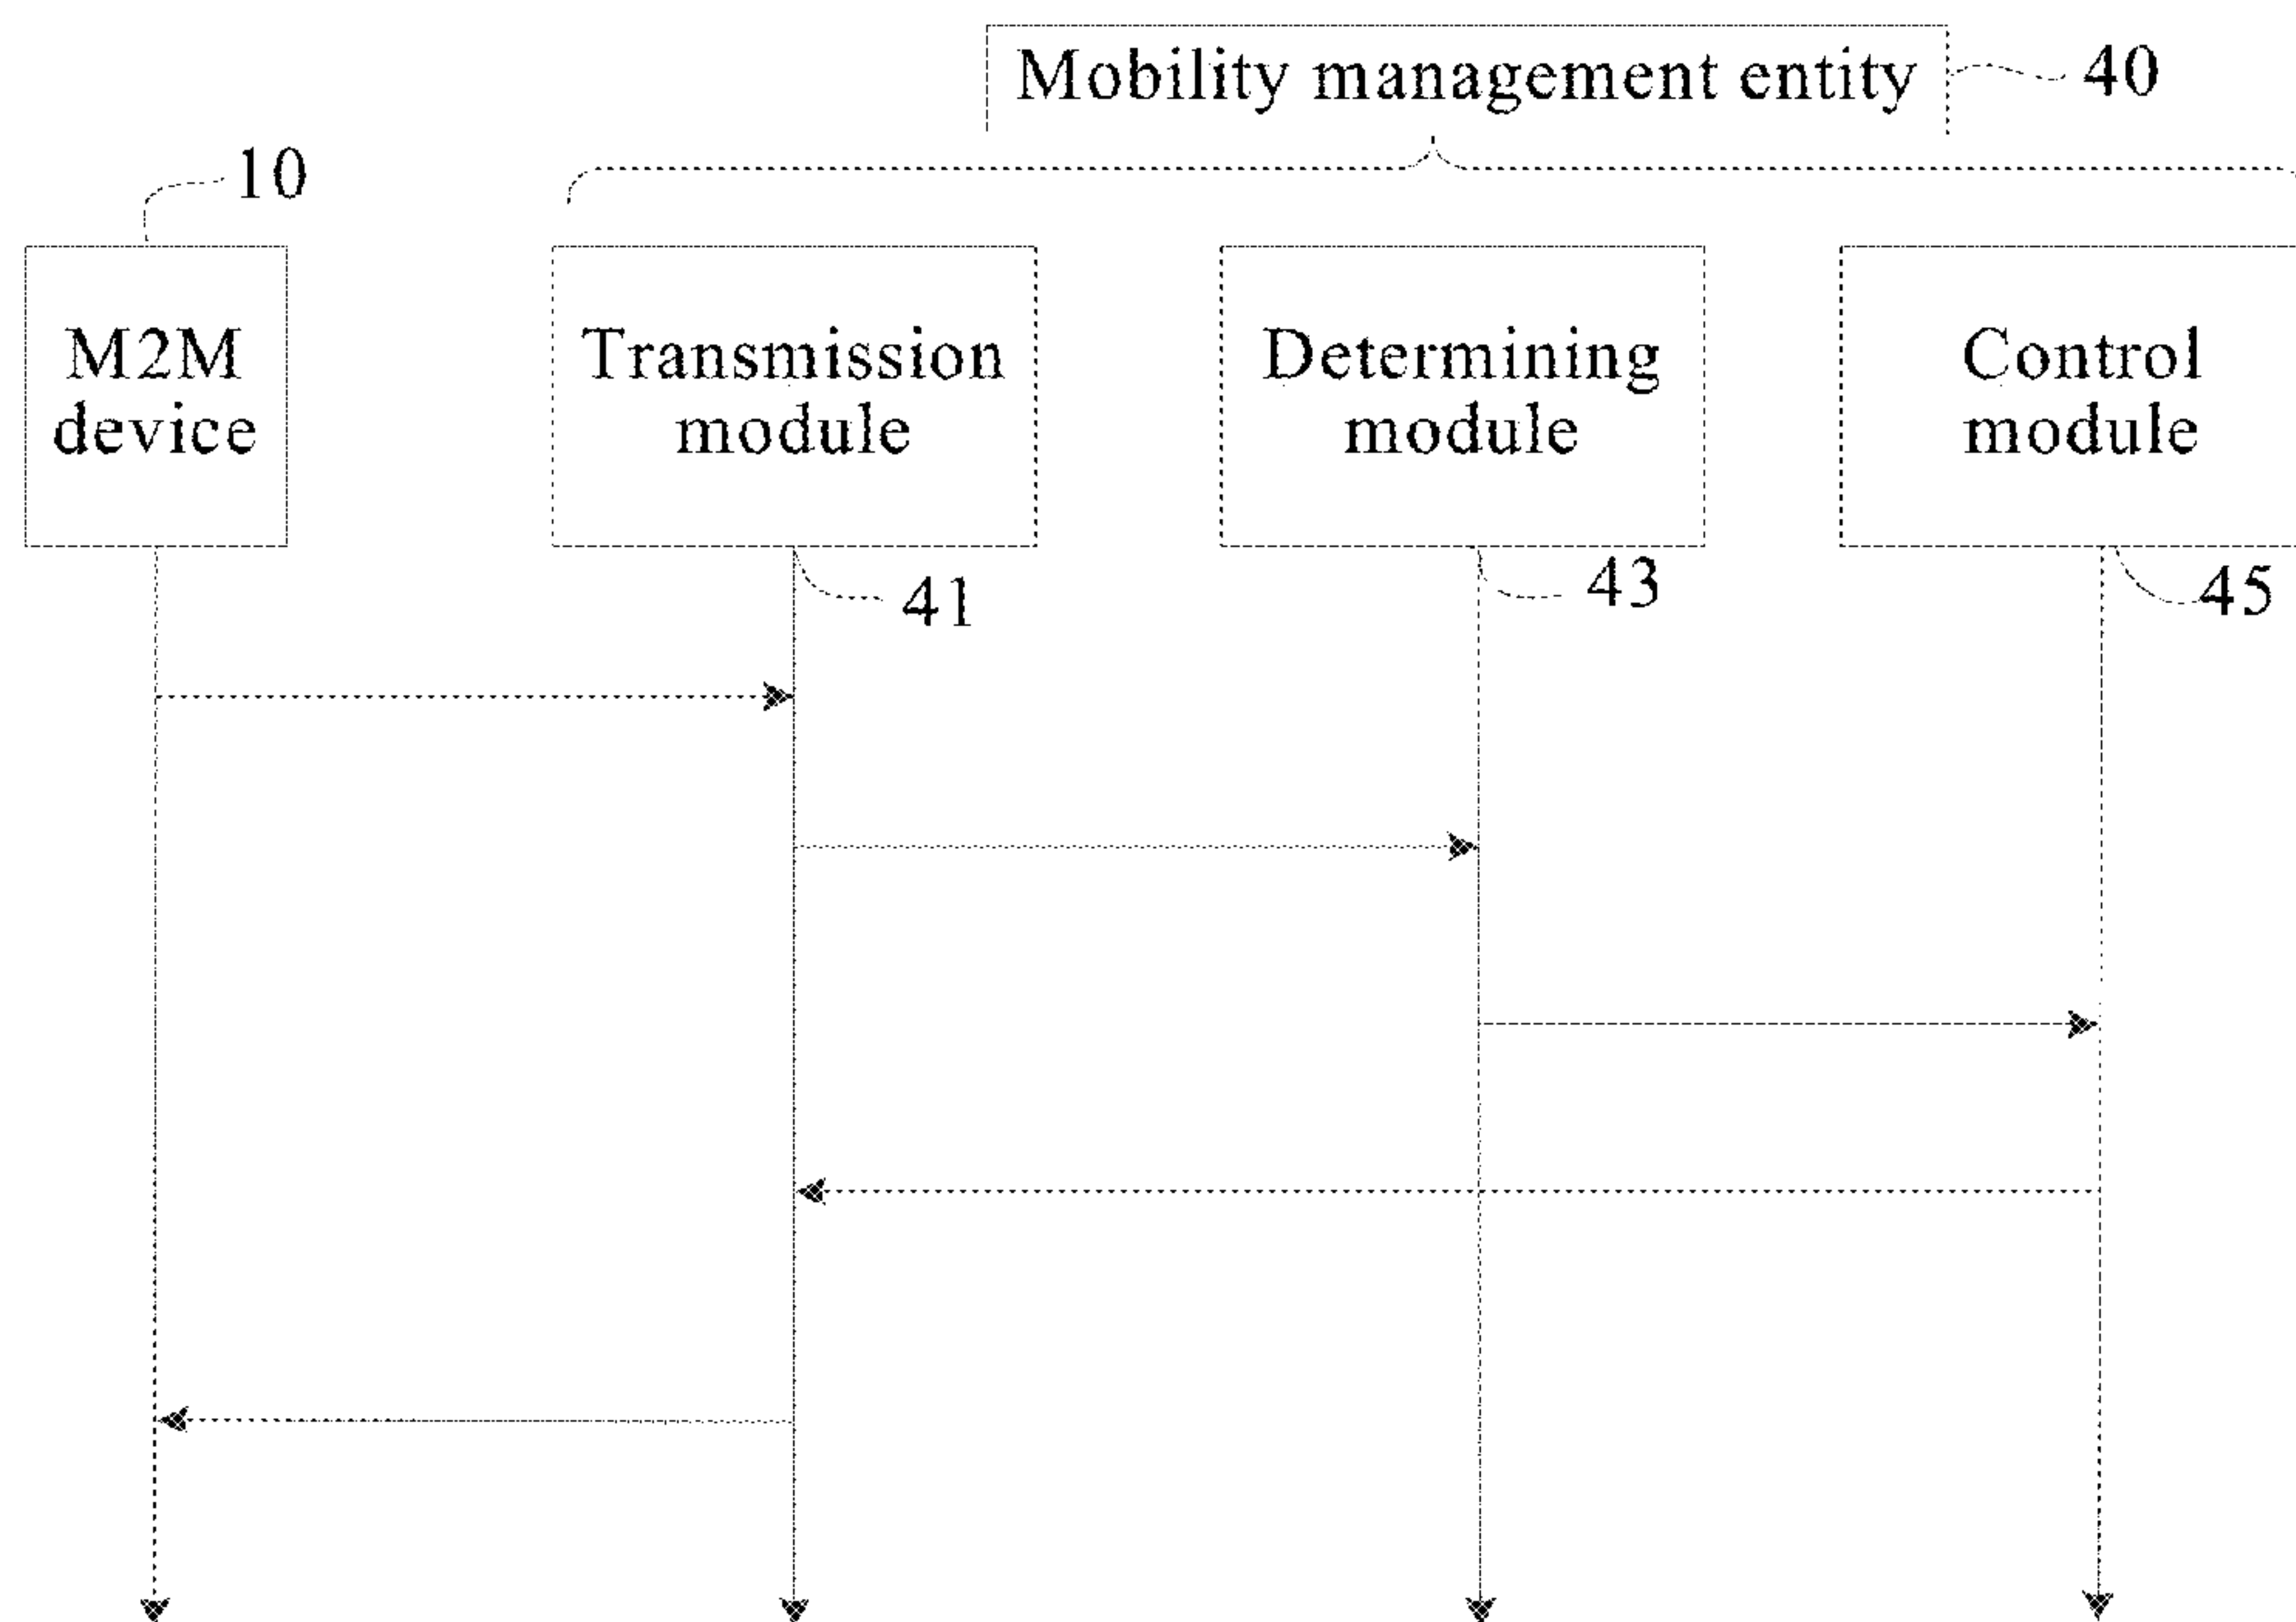 Mobility management entity
40
10
M2M
device
Transmission
module
Determining
module
Control
module
41
43
45